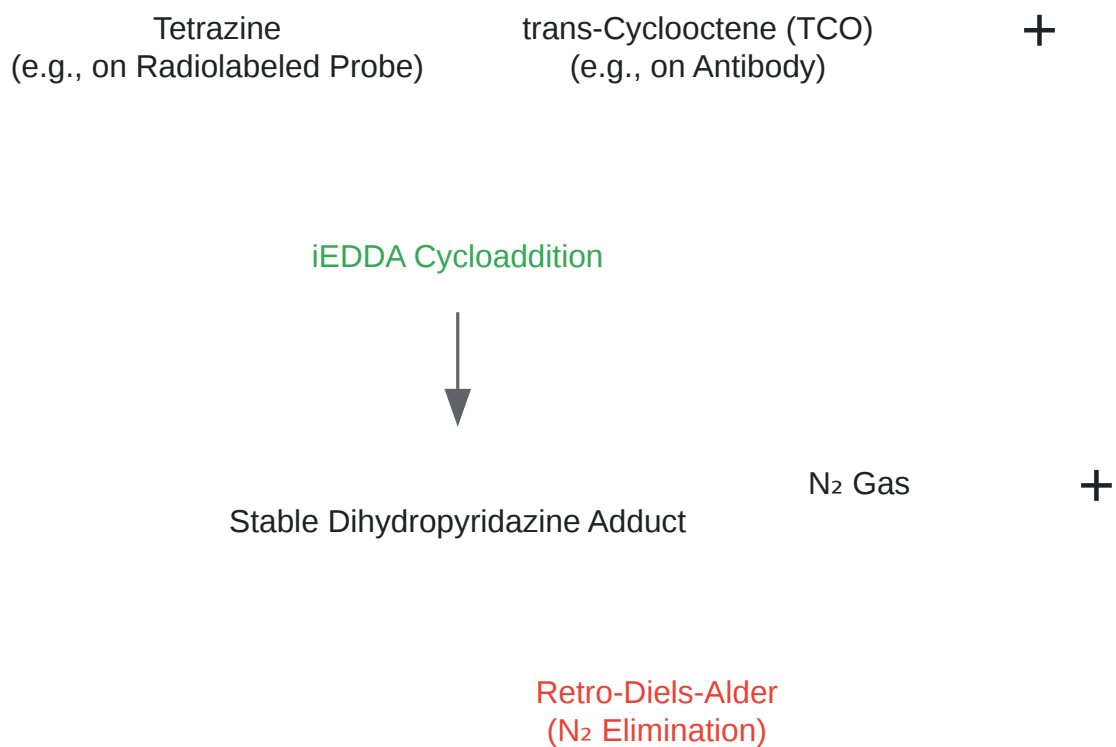 Tetrazine
(e.g., on Radiolabeled Probe)
trans-Cyclooctene (TCO)
(e.g., on Antibody)
+
iEDDA Cycloaddition
N₂ Gas
+
Stable Dihydropyridazine Adduct
Retro-Diels-Alder
(N₂ Elimination)